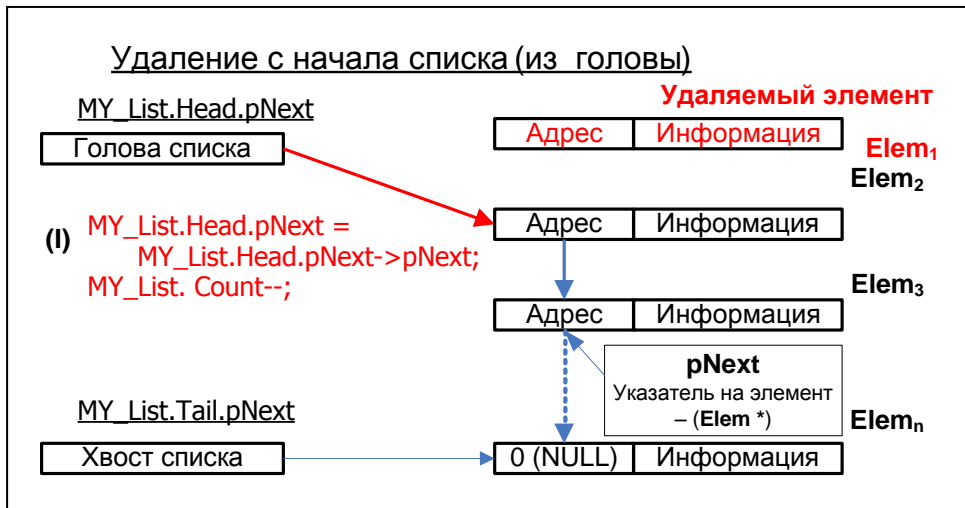 Удаление с начала списка (из головы)
MY_List.Head.pNext
Удаляемый элемент
Голова списка
Адрес Информация
Elem1
Elem2
(I) MY_List.Head.pNext =
MY_List.Head.pNext->pNext;
MY_List. Count--;
Адрес Информация
Elem3
Адрес Информация
pNext
Указатель на элемент
– (Elem *)
MY_List.Tail.pNext
Elemn
Хвост списка
0 (NULL) Информация